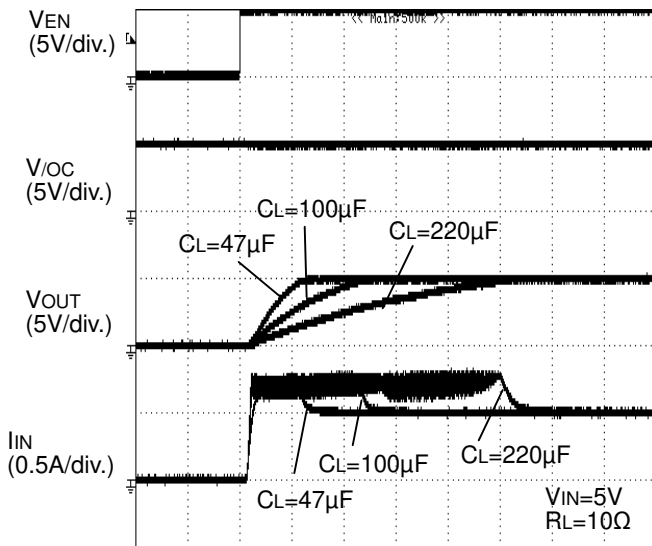 VEN
(5V/div.)
<< Main:500k >>
V/OC
(5V/div.)
CL=100µF
CL=47µF
CL=220µF
VOUT
(5V/div.)
IIN
(0.5A/div.)
CL=100µF
CL=220µF
CL=47µF
VIN=5V
RL=10Ω